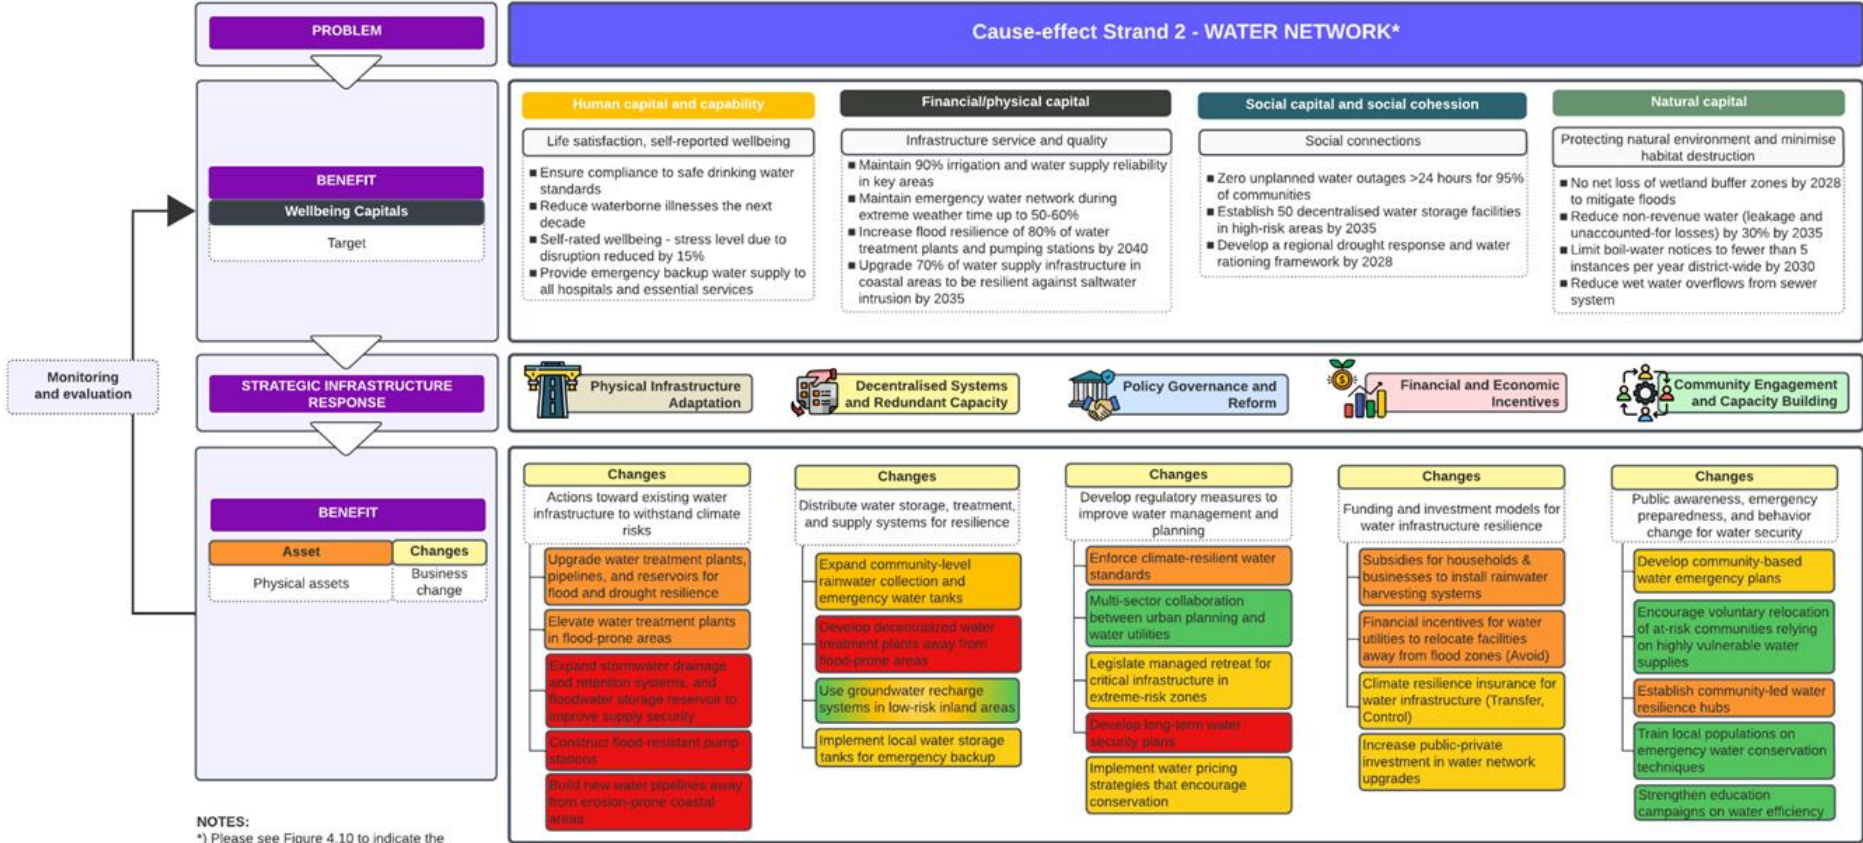 PROBLEM
Cause-effect Strand 2 - WATER NETWORK*
BENEFIT
Wellbeing Capitals
Target
Human capital and capability
Life satisfaction, self-reported wellbeing
■ Ensure compliance to safe drinking water
standards
■ Reduce waterborne illnesses the next
decade
■ Self-rated wellbeing - stress level due to
disruption reduced by 15%
■ Provide emergency backup water supply to
all hospitals and essential services
Financial/physical capital
Infrastructure service and quality
■ Maintain 90% irrigation and water supply reliability
in key areas
■ Maintain emergency water network during
extreme weather time up to 50-60%
■ Increase flood resilience of 80% of water
treatment plants and pumping stations by 2040
■ Upgrade 70% of water supply infrastructure in
coastal areas to be resilient against saltwater
intrusion by 2035
Social capital and social cohession
Social connections
■ Zero unplanned water outages >24 hours for 95%
of communities
■ Establish 50 decentralised water storage facilities
in high-risk areas by 2035
■ Develop a regional drought response and water
rationing framework by 2028
Natural capital
Protecting natural environment and minimise
habitat destruction
■ No net loss of wetland buffer zones by 2028
to mitigate floods
■ Reduce non-revenue water (leakage and
unaccounted-for losses) by 30% by 2035
■ Limit boil-water notices to fewer than 5
instances per year district-wide by 2030
■ Reduce wet water overflows from sewer
system
Monitoring
and evaluation
STRATEGIC INFRASTRUCTURE
RESPONSE
Physical Infrastructure
Adaptation
Decentralised Systems
and Redundant Capacity
Policy Governance and
Reform
Financial and Economic
Incentives
Community Engagement
and Capacity Building
BENEFIT
Asset
Changes
Physical assets
Business
change
Changes
Actions toward existing water
infrastructure to withstand climate
risks
Upgrade water treatment plants,
pipelines, and reservoirs for
flood and drought resilience
Elevate water treatment plants
in flood-prone areas
Expand stormwater drainage
and retention systems, and
floodwater storage reservoir to
improve supply security
Construct flood-resistant pump
stations
Build new water pipelines away
from erosion-prone coastal
areas
Changes
Distribute water storage, treatment,
and supply systems for resilience
Expand community-level
rainwater collection and
emergency water tanks
Develop decentralized water
treatment plants away from
flood-prone areas
Use groundwater recharge
systems in low-risk inland areas
Implement local water storage
tanks for emergency backup
Changes
Develop regulatory measures to
improve water management and
planning
Enforce climate-resilient water
standards
Multi-sector collaboration
between urban planning and
water utilities
Legislate managed retreat for
critical infrastructure in
extreme-risk zones
Develop long-term water
security plans
Implement water pricing
strategies that encourage
conservation
Changes
Funding and investment models for
water infrastructure resilience
Subsidies for households &
businesses to install rainwater
harvesting systems
Financial incentives for water
utilities to relocate facilities
away from flood zones (Avoid)
Climate resilience insurance for
water infrastructure (Transfer,
Control)
Increase public-private
investment in water network
upgrades
Changes
Public awareness, emergency
preparedness, and behavior
change for water security
Develop community-based
water emergency plans
Encourage voluntary relocation
of at-risk communities relying
on highly vulnerable water
supplies
Establish community-led water
resilience hubs
Train local populations on
emergency water conservation
techniques
Strengthen education
campaigns on water efficiency
NOTES:
*) Please see Figure 4.10 to indicate the